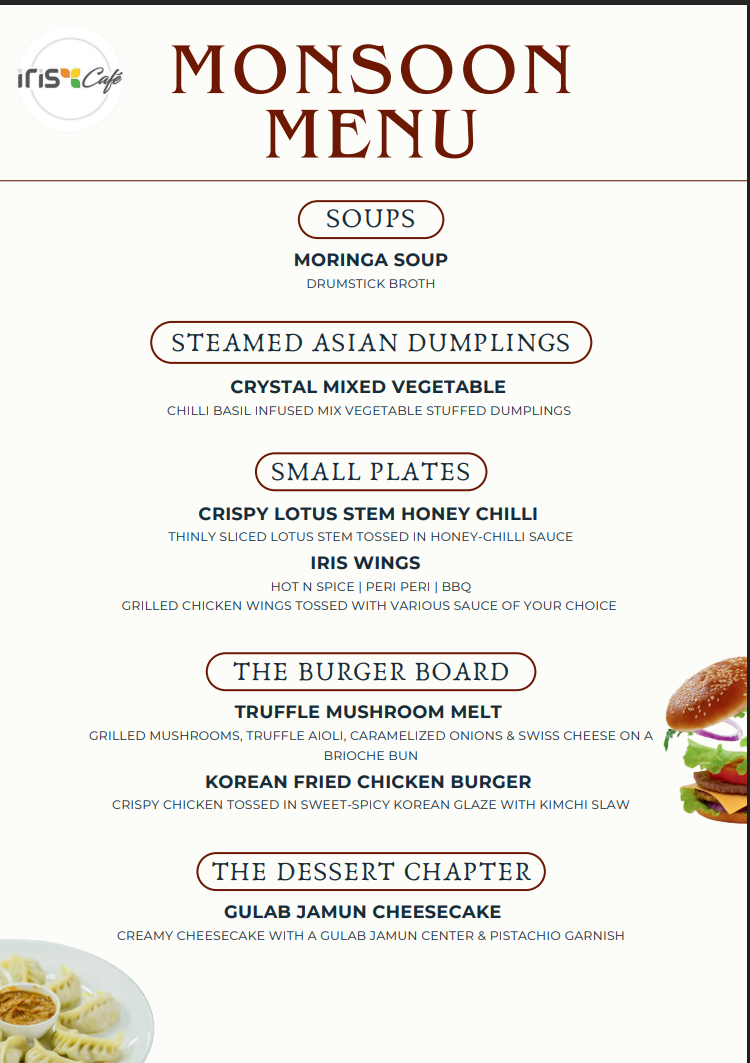 iris Café
MONSOON
MENU
SOUPS
MORINGA SOUP
DRUMSTICK BROTH
STEAMED ASIAN DUMPLINGS
CRYSTAL MIXED VEGETABLE
CHILLI BASIL INFUSED MIX VEGETABLE STUFFED DUMPLINGS
SMALL PLATES
CRISPY LOTUS STEM HONEY CHILLI
THINLY SLICED LOTUS STEM TOSSED IN HONEY-CHILLI SAUCE
IRIS WINGS
HOT N SPICE | PERI PERI | BBQ
GRILLED CHICKEN WINGS TOSSED WITH VARIOUS SAUCE OF YOUR CHOICE
THE BURGER BOARD
TRUFFLE MUSHROOM MELT
GRILLED MUSHROOMS, TRUFFLE AIOLI, CARAMELIZED ONIONS & SWISS CHEESE ON A
BRIOCHE BUN
KOREAN FRIED CHICKEN BURGER
CRISPY CHICKEN TOSSED IN SWEET-SPICY KOREAN GLAZE WITH KIMCHI SLAW
THE DESSERT CHAPTER
GULAB JAMUN CHEESECAKE
CREAMY CHEESECAKE WITH A GULAB JAMUN CENTER & PISTACHIO GARNISH